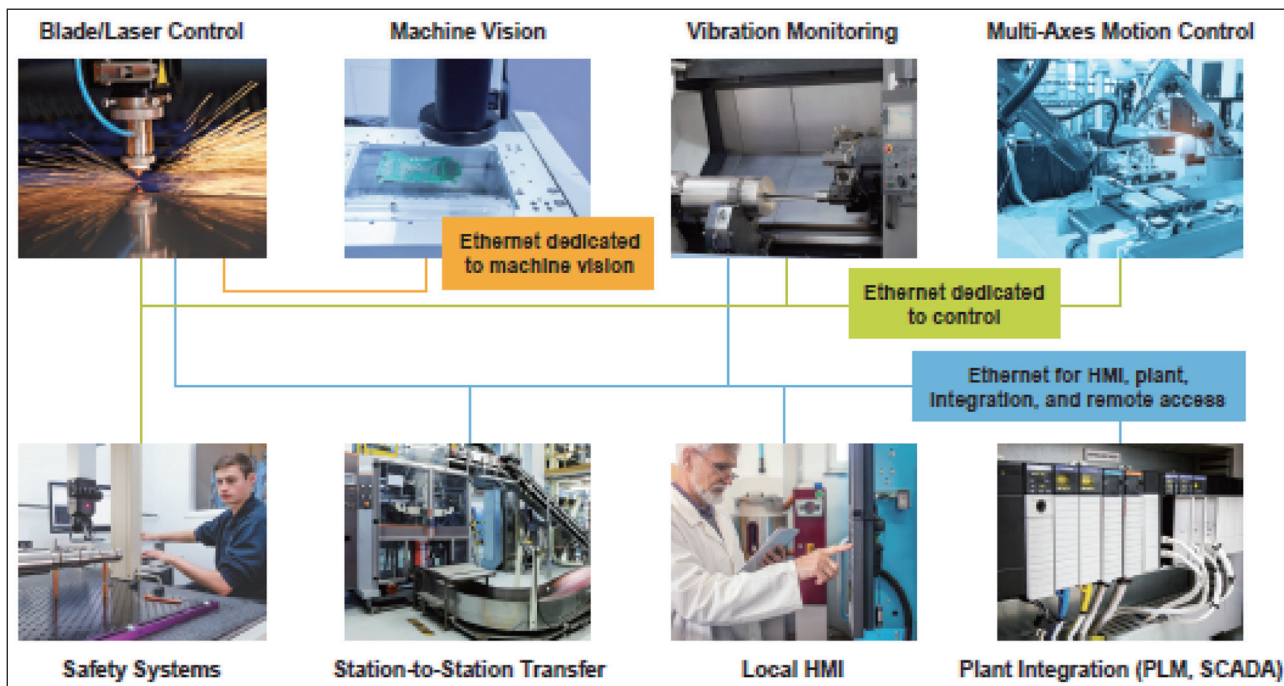 Blade/Laser Control
Machine Vision
Vibration Monitoring
Multi-Axes Motion Control
Ethernet dedicated
to machine vision
Ethernet dedicated
to control
Ethernet for HMI, plant,
integration, and remote access
Safety Systems
Station-to-Station Transfer
Local HMI
Plant Integration (PLM, SCADA)